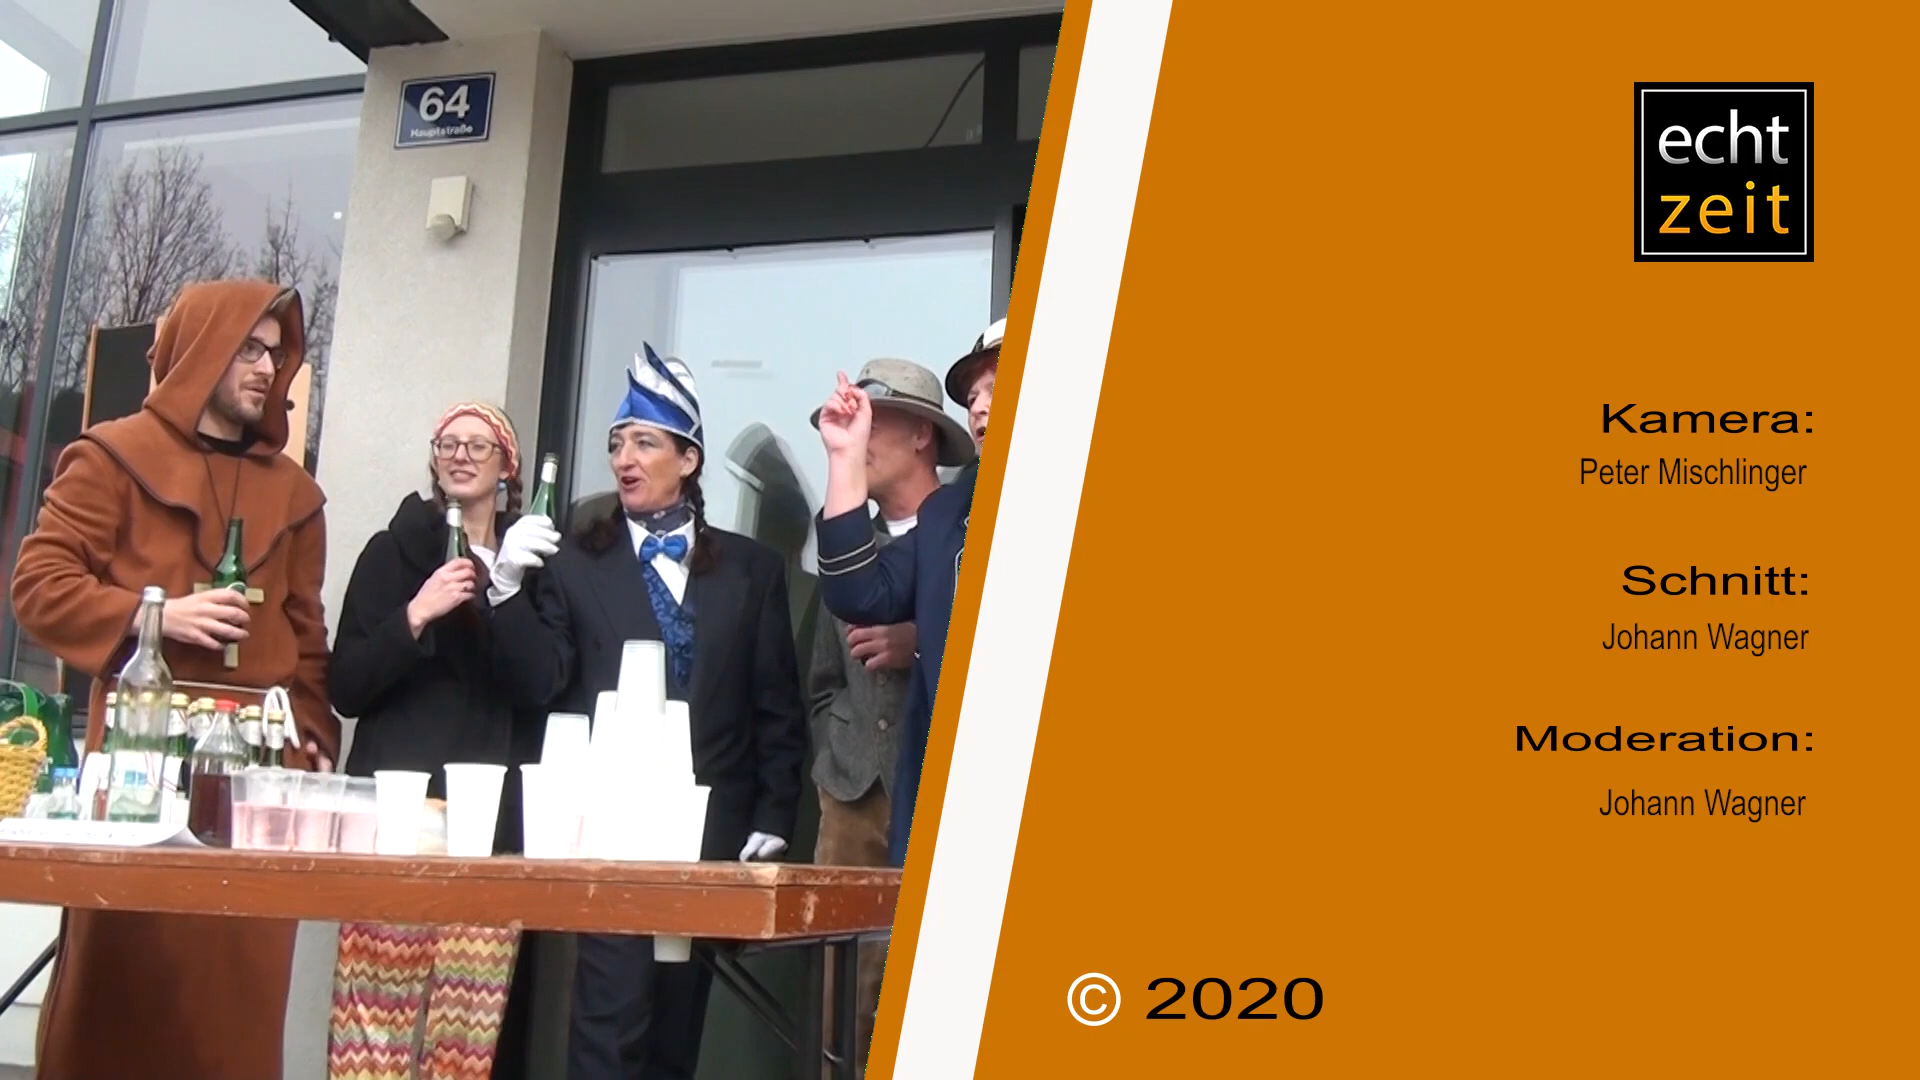 64
Hauptstraße
echt
zeit
Kamera:
Peter Mischlinger
Schnitt:
Johann Wagner
Moderation:
Johann Wagner
© 2020